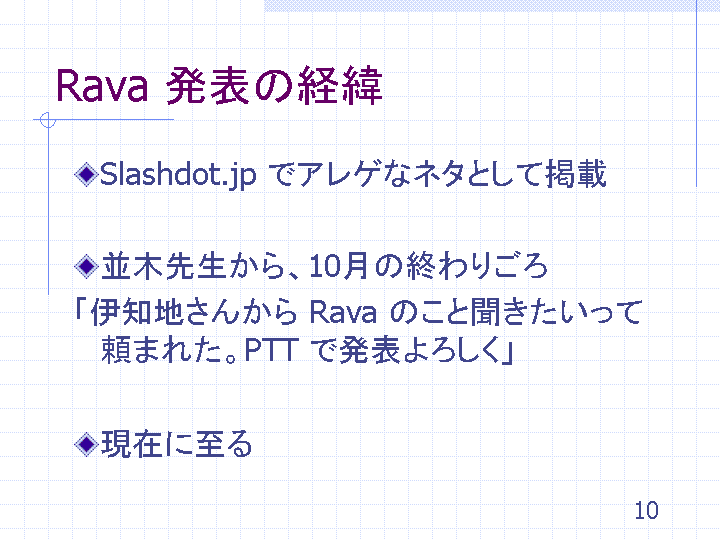 Rava 発表の経緯
Slashdot.jp でアレゲなネタとして掲載
並木先生から、10月の終わりごろ
「伊知地さんから Rava のこと聞きたいって
頼まれた。PTT で発表よろしく」
現在に至る
10